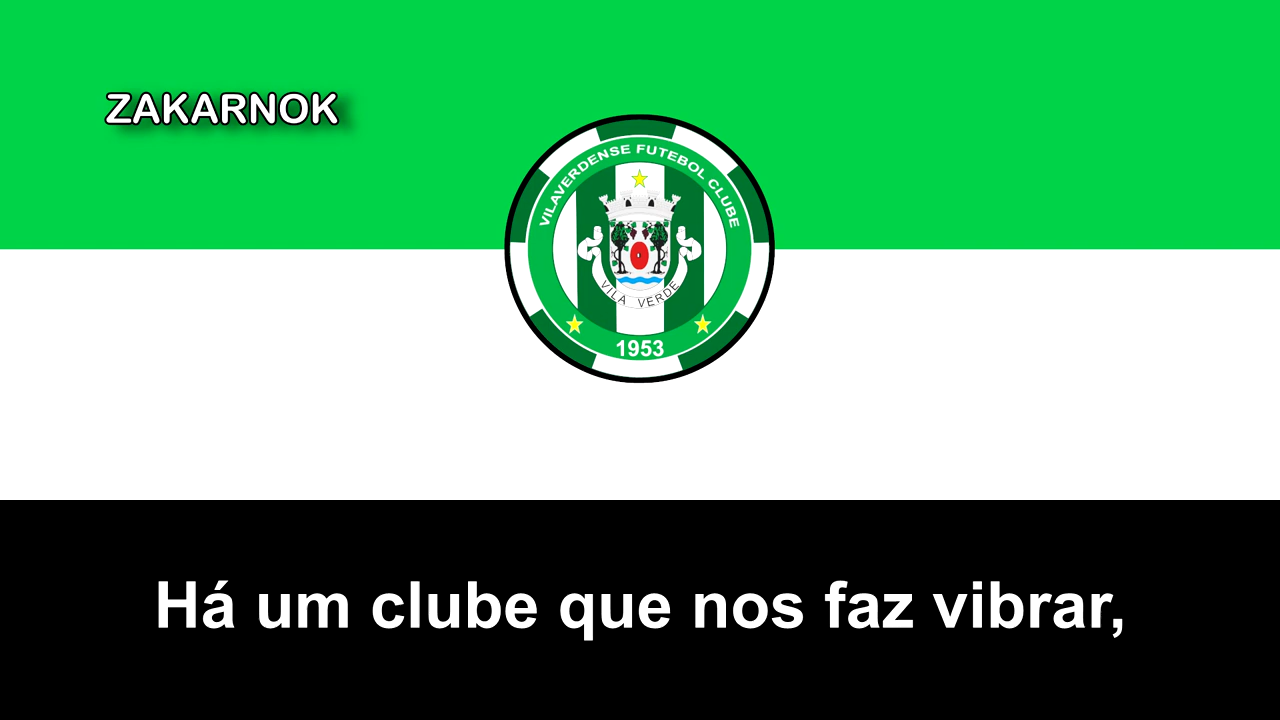 ZAKARNOK
VILAVERDENSE FUTEBOL CLUBE
VILA VERDE
1953
Há um clube que nos faz vibrar,